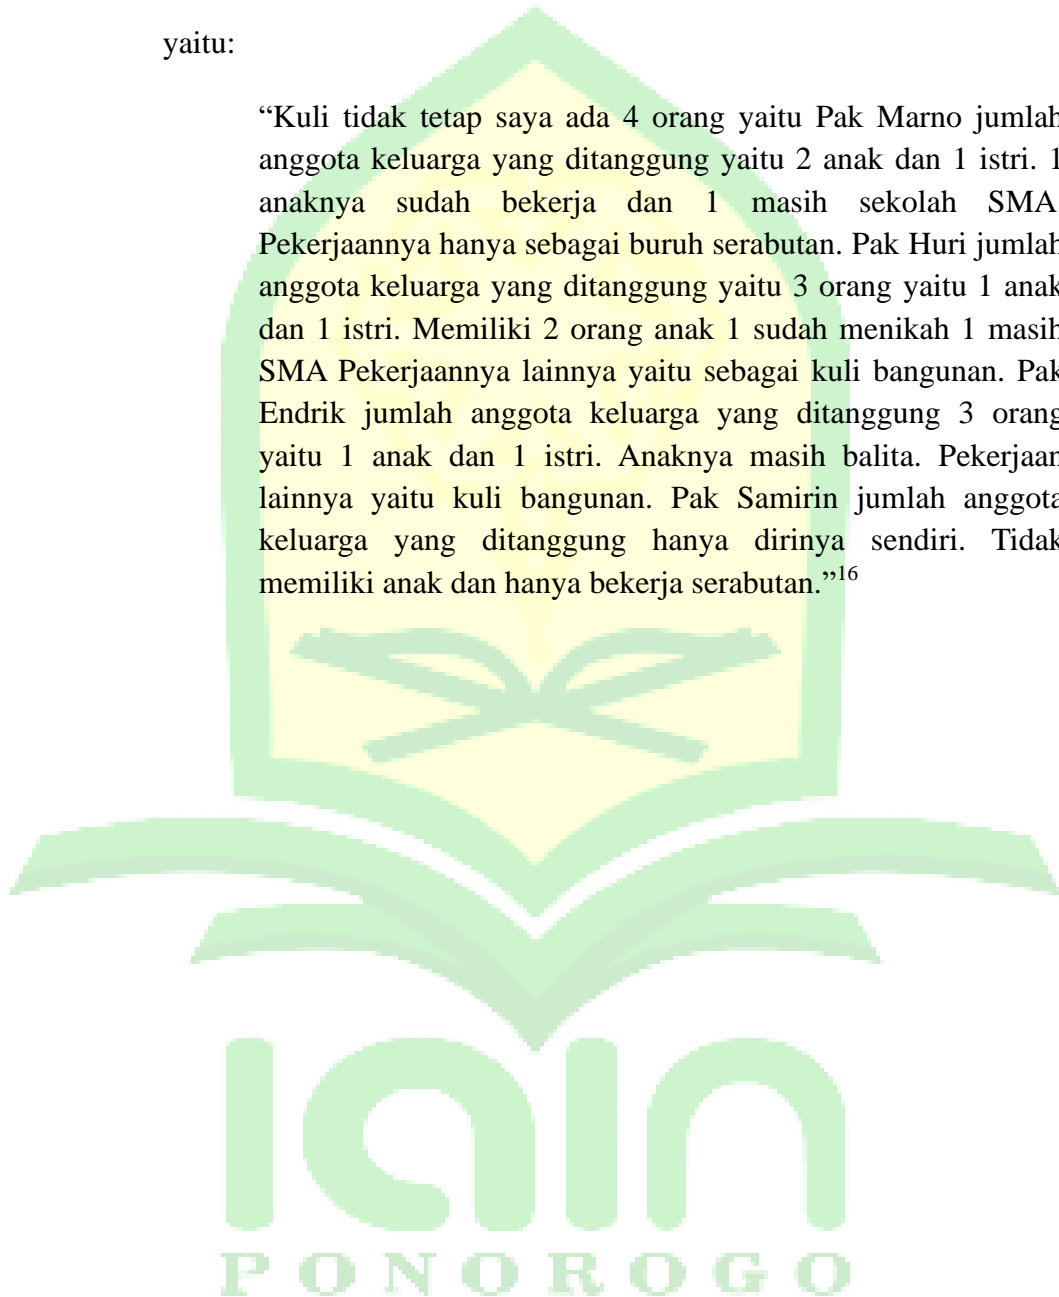 yaitu:
“Kuli tidak tetap saya ada 4 orang yaitu Pak Marno jumlah
anggota keluarga yang ditanggung yaitu 2 anak dan 1 istri. 1
anaknya sudah bekerja dan 1 masih sekolah SMA.
Pekerjaannya hanya sebagai buruh serabutan. Pak Huri jumlah
anggota keluarga yang ditanggung yaitu 3 orang yaitu 1 anak
dan 1 istri. Memiliki 2 orang anak 1 sudah menikah 1 masih
SMA Pekerjaannya lainnya yaitu sebagai kuli bangunan. Pak
Endrik jumlah anggota keluarga yang ditanggung 3 orang
yaitu 1 anak dan 1 istri. Anaknya masih balita. Pekerjaan
lainnya yaitu kuli bangunan. Pak Samirin jumlah anggota
keluarga yang ditanggung hanya dirinya sendiri. Tidak
memiliki anak dan hanya bekerja serabutan.”16
iain
PONOROGO